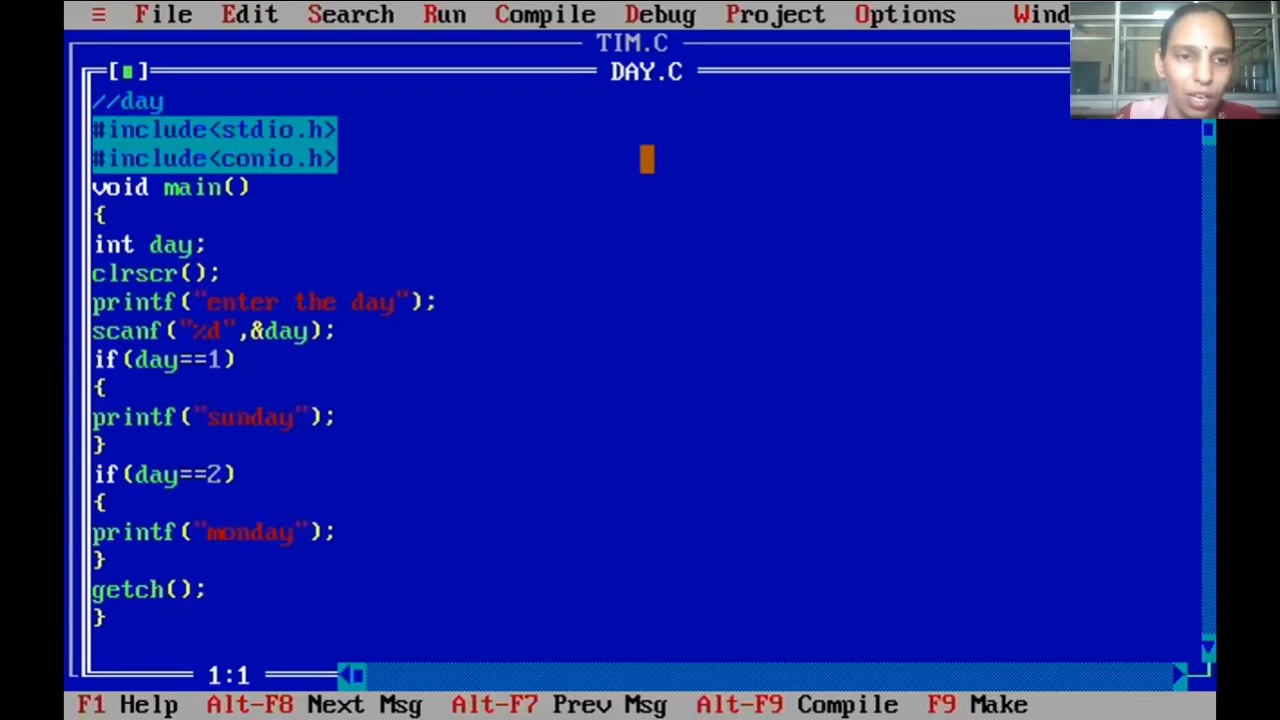 ≡ File Edit Search Run Compile Debug Project Options Wind
TIM.C
[■] DAY.C
//day
#include<stdio.h>
#include<conio.h>
void main()
{
int day;
clrscr();
printf("enter the day");
scanf("%d",&day);
if(day==1)
{
printf("sunday");
}
if(day==2)
{
printf("monday");
}
getch();
}
1:1
F1 Help Alt-F8 Next Msg Alt-F7 Prev Msg Alt-F9 Compile F9 Make